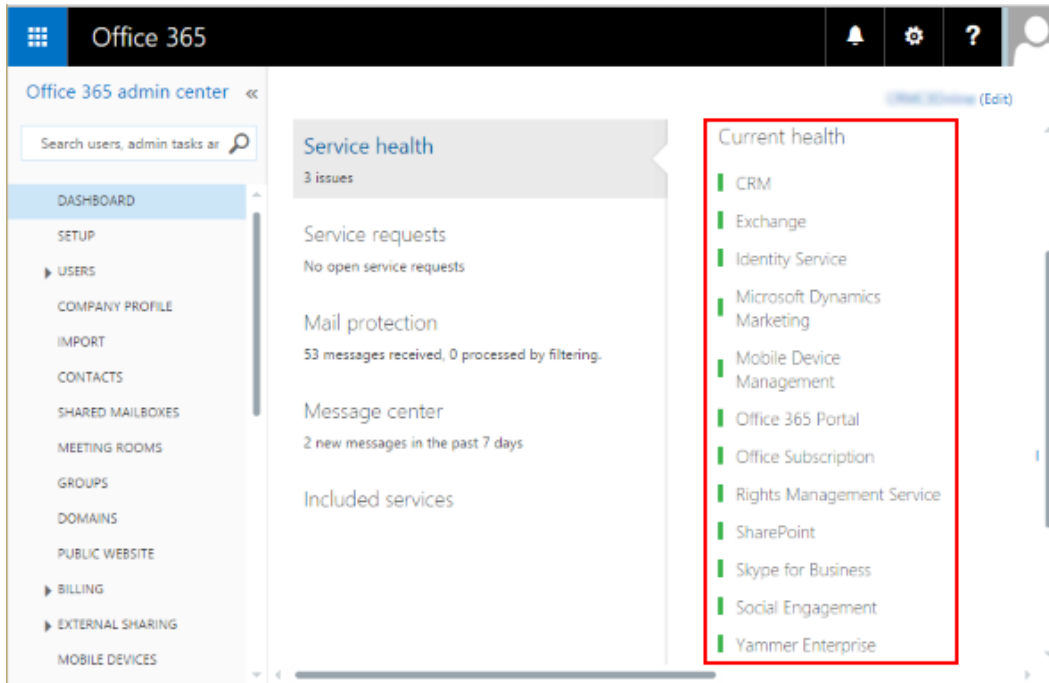 Office 365
?
Office 365 admin center «
(Edit)
Search users, admin tasks ar
DASHBOARD
SETUP
USERS
COMPANY PROFILE
IMPORT
CONTACTS
SHARED MAILBOXES
MEETING ROOMS
GROUPS
DOMAINS
PUBLIC WEBSITE
BILLING
EXTERNAL SHARING
MOBILE DEVICES
Service health
3 issues
Service requests
No open service requests
Mail protection
53 messages received, 0 processed by filtering.
Message center
2 new messages in the past 7 days
Included services
Current health
CRM
Exchange
Identity Service
Microsoft Dynamics
Marketing
Mobile Device
Management
Office 365 Portal
Office Subscription
Rights Management Service
SharePoint
Skype for Business
Social Engagement
Yammer Enterprise